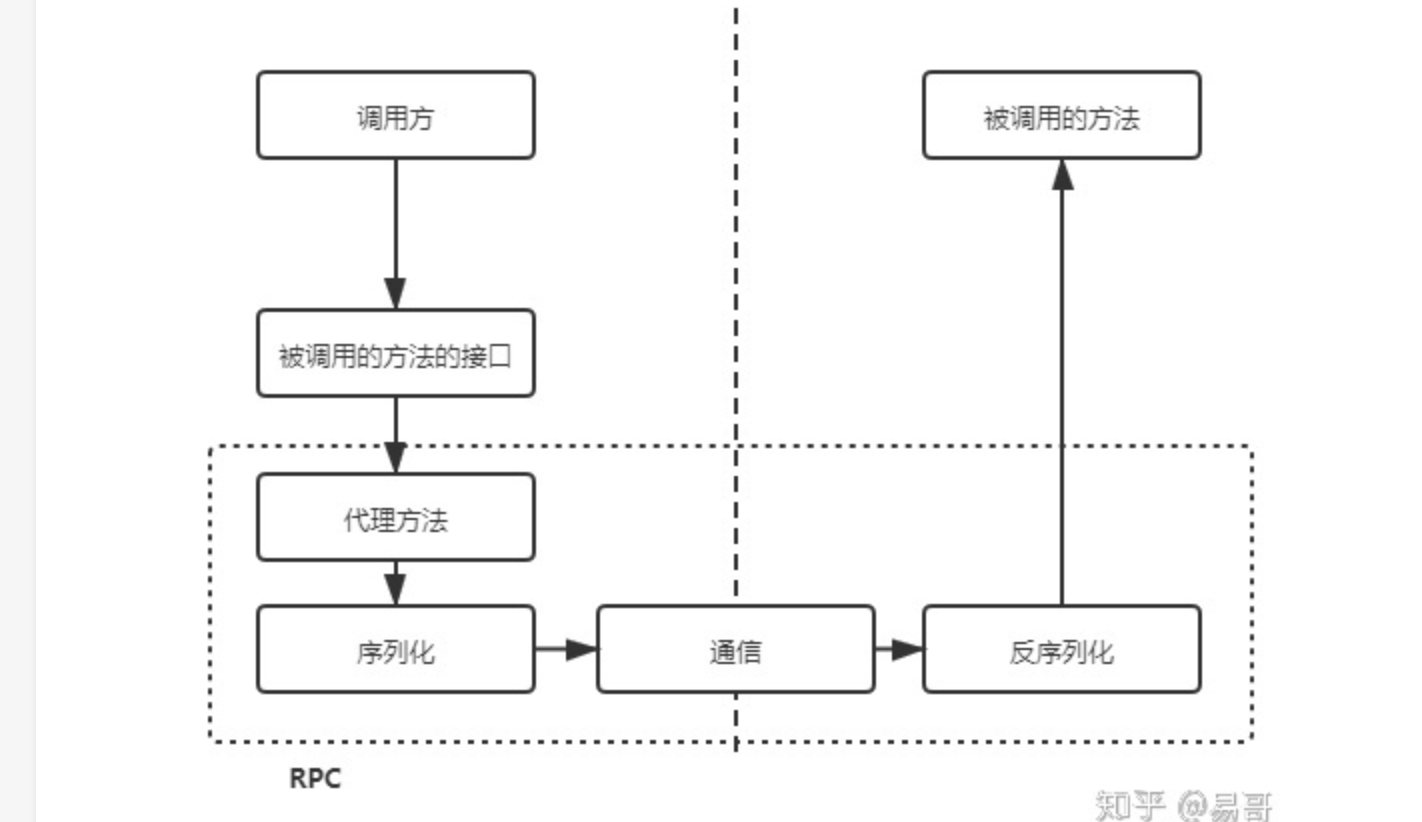 调用方
被调用的方法
被调用的方法的接口
代理方法
序列化
通信
反序列化
RPC
知乎 @易哥